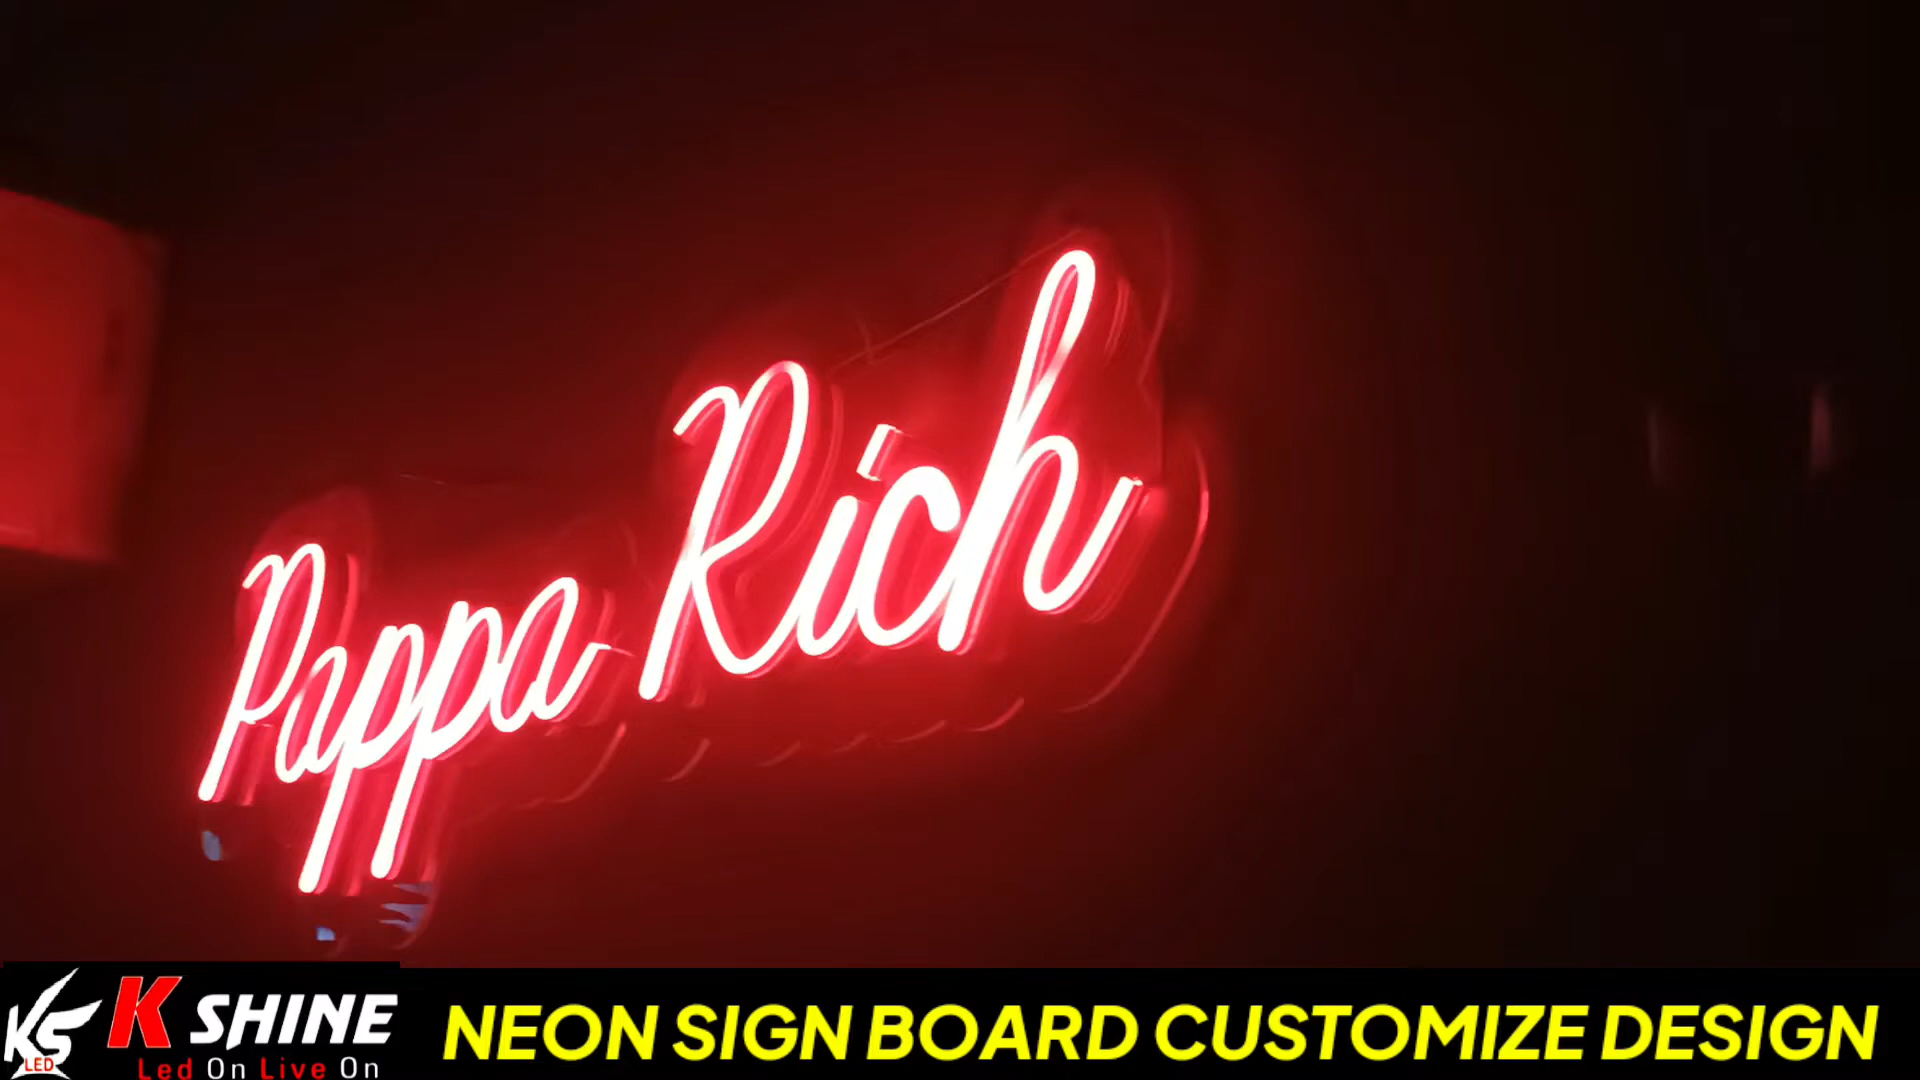 Pappa Rich
KS
LED
K SHINE
Led On Live On
NEON SIGN BOARD CUSTOMIZE DESIGN